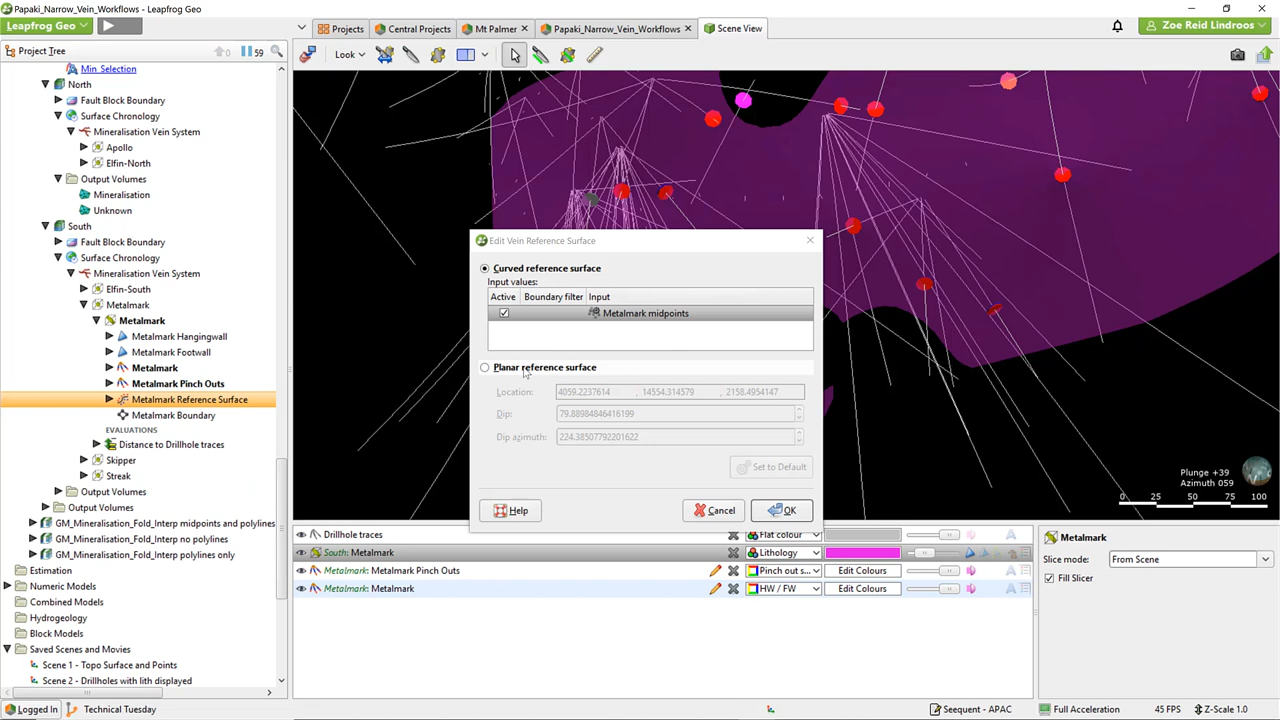 Papaki_Narrow_Vein_Workflows - Leapfrog Geo
Leapfrog Geo
Projects
Central Projects
Mt Palmer
Papaki_Narrow_Vein_Workflows
Scene View
Zoe Reid Lindroos
Project Tree
0
59
Look
Min_Selection
North
Fault Block Boundary
Surface Chronology
Mineralisation Vein System
Apollo
Elfin-North
Output Volumes
Mineralisation
Unknown
South
Fault Block Boundary
Surface Chronology
Mineralisation Vein System
Elfin-South
Metalmark
Metalmark
Metalmark Hangingwall
Metalmark Footwall
Metalmark
Metalmark Pinch Outs
Metalmark Reference Surface
Metalmark Boundary
EVALUATIONS
Distance to Drillhole traces
Skipper
Streak
Output Volumes
Output Volumes
GM_Mineralisation_Fold_Interp midpoints and polylines
GM_Mineralisation_Fold_Interp no polylines
GM_Mineralisation_Fold_Interp polylines only
Estimation
Numeric Models
Combined Models
Hydrogeology
Block Models
Saved Scenes and Movies
Scene 1 - Topo Surface and Points
Scene 2 - Drillholes with lith displayed
Edit Vein Reference Surface
Curved reference surface
Input values:
Active Boundary filter Input
Metalmark midpoints
Planar reference surface
Location: 4059.2237614 , 14554.314579 , 2158.4954147
Dip: 79.88984846416199
Dip azimuth: 224.38507792201622
Set to Default
Help
Cancel
OK
Plunge +39
Azimuth 059
0 25 50 75 100
Drillhole traces Flat colour
South: Metalmark Lithology
Metalmark: Metalmark Pinch Outs Pinch out s... Edit Colours
Metalmark: Metalmark HW / FW Edit Colours
Metalmark
Slice mode: From Scene
Fill Slicer
Logged In
Technical Tuesday
Seequent - APAC
Full Acceleration
45 FPS
Z-Scale 1.0